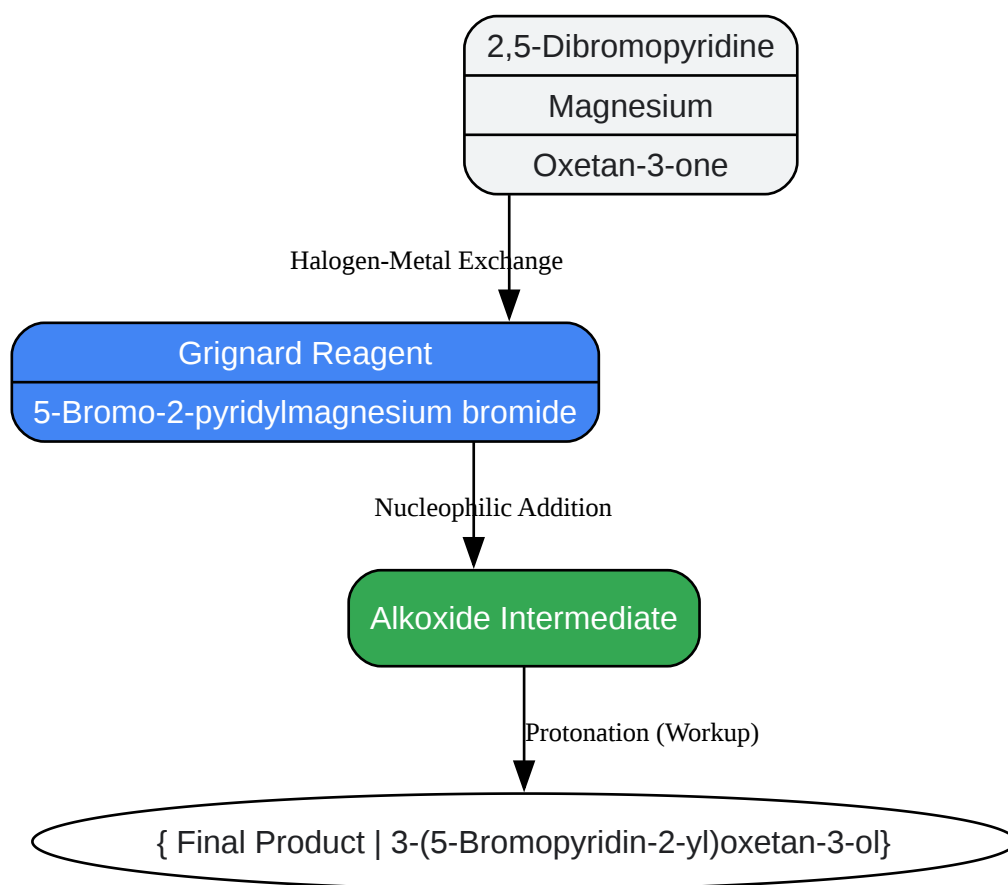 2,5-Dibromopyridine
Magnesium
Oxetan-3-one
Halogen-Metal Exchange
Grignard Reagent
5-Bromo-2-pyridylmagnesium bromide
Nucleophilic Addition
Alkoxide Intermediate
Protonation (Workup)
{ Final Product | 3-(5-Bromopyridin-2-yl)oxetan-3-ol}